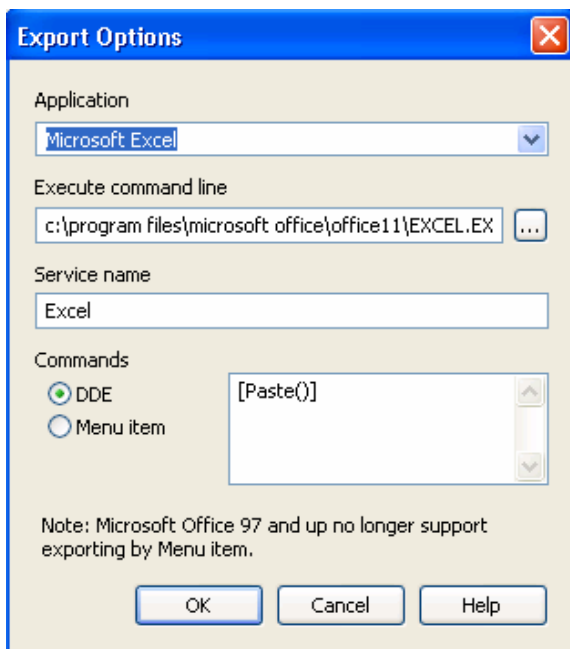 Export Options
Application
Microsoft Excel
Execute command line
c:\program files\microsoft office\office11\EXCEL.EX
...
Service name
Excel
Commands
DDE
[Paste()]
Menu item
Note: Microsoft Office 97 and up no longer support
exporting by Menu item.
OK
Cancel
Help